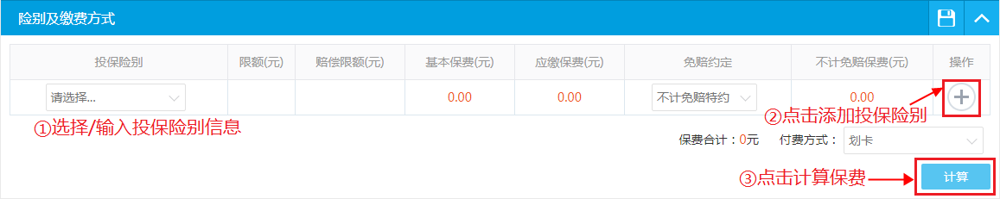 险别及缴费方式
投保险别 限额(元) 赔偿限额(元) 基本保费(元) 应缴保费(元) 免赔约定 不计免赔保费(元) 操作
请选择... 0.00 0.00 不计免赔特约 0.00
①选择/输入投保险别信息 ②点击添加投保险别
保费合计：0元 付费方式： 划卡
③点击计算保费 计算